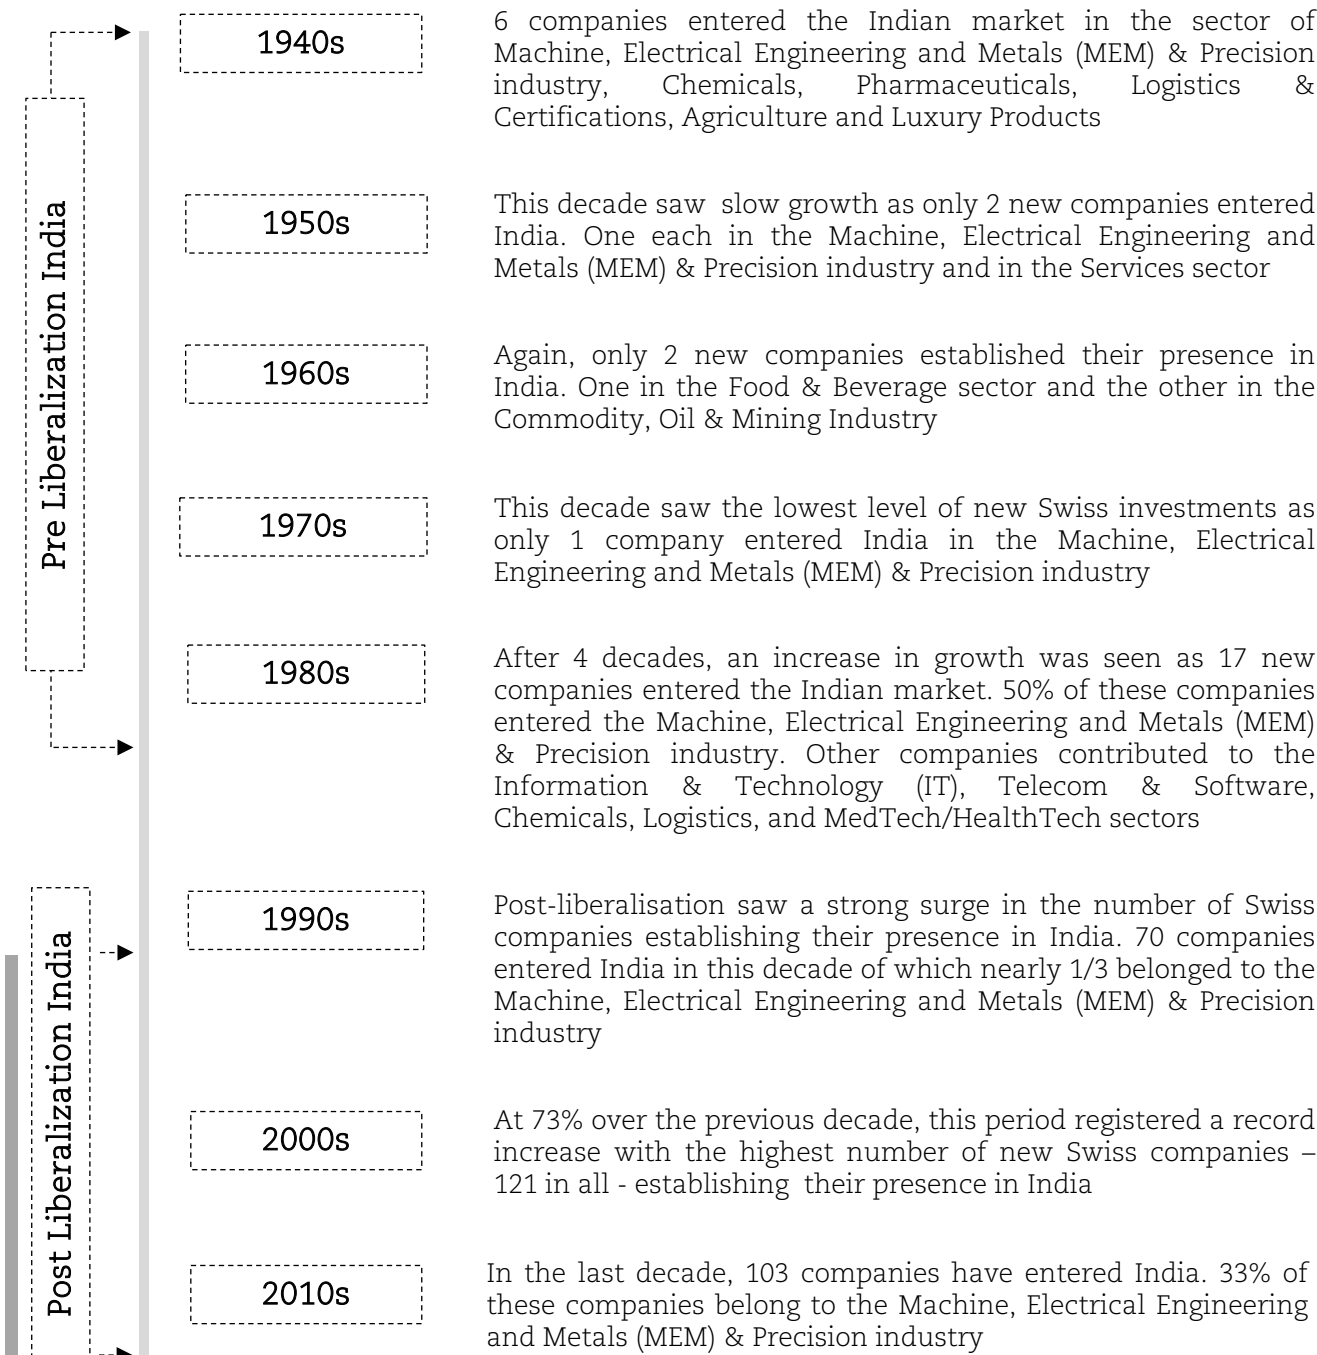 Pre Liberalization India
1940s
6 companies entered the Indian market in the sector of
Machine, Electrical Engineering and Metals (MEM) & Precision
industry, Chemicals, Pharmaceuticals, Logistics &
Certifications, Agriculture and Luxury Products
1950s
This decade saw slow growth as only 2 new companies entered
India. One each in the Machine, Electrical Engineering and
Metals (MEM) & Precision industry and in the Services sector
1960s
Again, only 2 new companies established their presence in
India. One in the Food & Beverage sector and the other in the
Commodity, Oil & Mining Industry
1970s
This decade saw the lowest level of new Swiss investments as
only 1 company entered India in the Machine, Electrical
Engineering and Metals (MEM) & Precision industry
1980s
After 4 decades, an increase in growth was seen as 17 new
companies entered the Indian market. 50% of these companies
entered the Machine, Electrical Engineering and Metals (MEM)
& Precision industry. Other companies contributed to the
Information & Technology (IT), Telecom & Software,
Chemicals, Logistics, and MedTech/HealthTech sectors
Post Liberalization India
1990s
Post-liberalisation saw a strong surge in the number of Swiss
companies establishing their presence in India. 70 companies
entered India in this decade of which nearly 1/3 belonged to the
Machine, Electrical Engineering and Metals (MEM) & Precision
industry
2000s
At 73% over the previous decade, this period registered a record
increase with the highest number of new Swiss companies –
121 in all - establishing their presence in India
2010s
In the last decade, 103 companies have entered India. 33% of
these companies belong to the Machine, Electrical Engineering
and Metals (MEM) & Precision industry